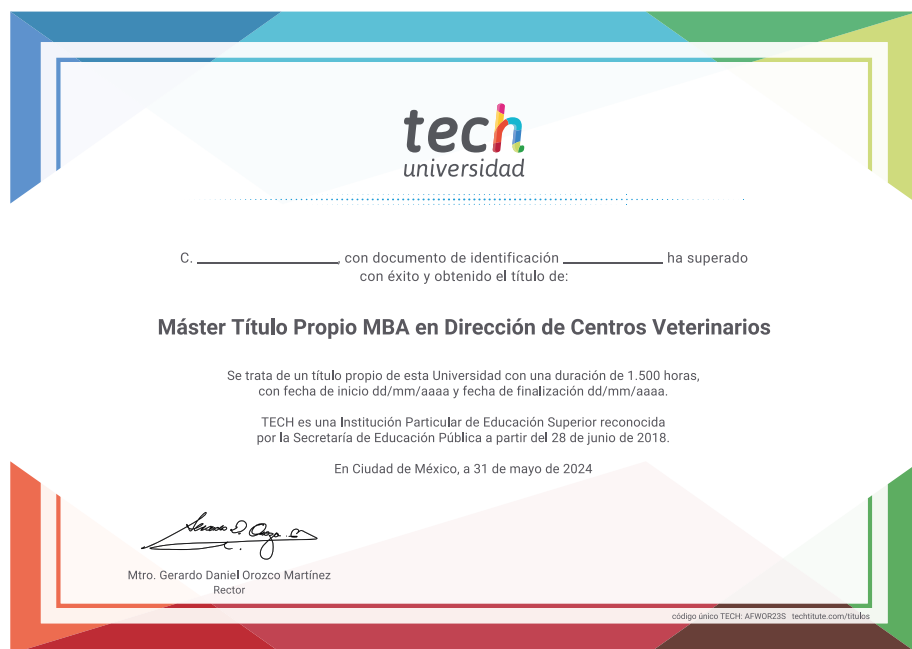 tech
universidad
C. ____________, con documento de identificación ____________ ha superado
con éxito y obtenido el título de:
Máster Título Propio MBA en Dirección de Centros Veterinarios
Se trata de un título propio de esta Universidad con una duración de 1.500 horas,
con fecha de inicio dd/mm/aaaa y fecha de finalización dd/mm/aaaa.
TECH es una Institución Particular de Educación Superior reconocida
por la Secretaría de Educación Pública a partir del 28 de junio de 2018.
En Ciudad de México, a 31 de mayo de 2024
Mtro. Gerardo Daniel Orozco Martínez
Rector
código único TECH: AFWOR23S techtitute.com/titulos